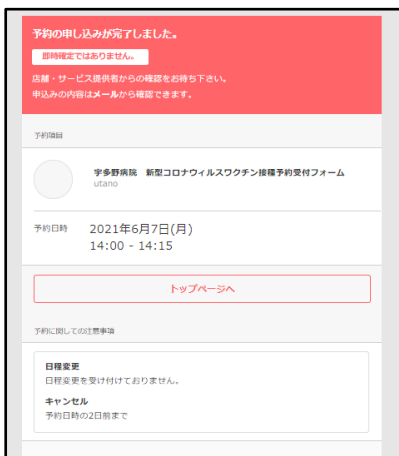 予約の申し込みが完了しました。
即時確定ではありません。
店舗・サービス提供者からの確認をお待ち下さい。
申込みの内容はメールから確認できます。
予約項目
宇多野病院　新型コロナウィルスワクチン接種予約受付フォーム
utano
予約日時
2021年6月7日(月)
14:00 - 14:15
トップページへ
予約に関しての注意事項
日程変更
日程変更を受け付けておりません。
キャンセル
予約日時の2日前まで